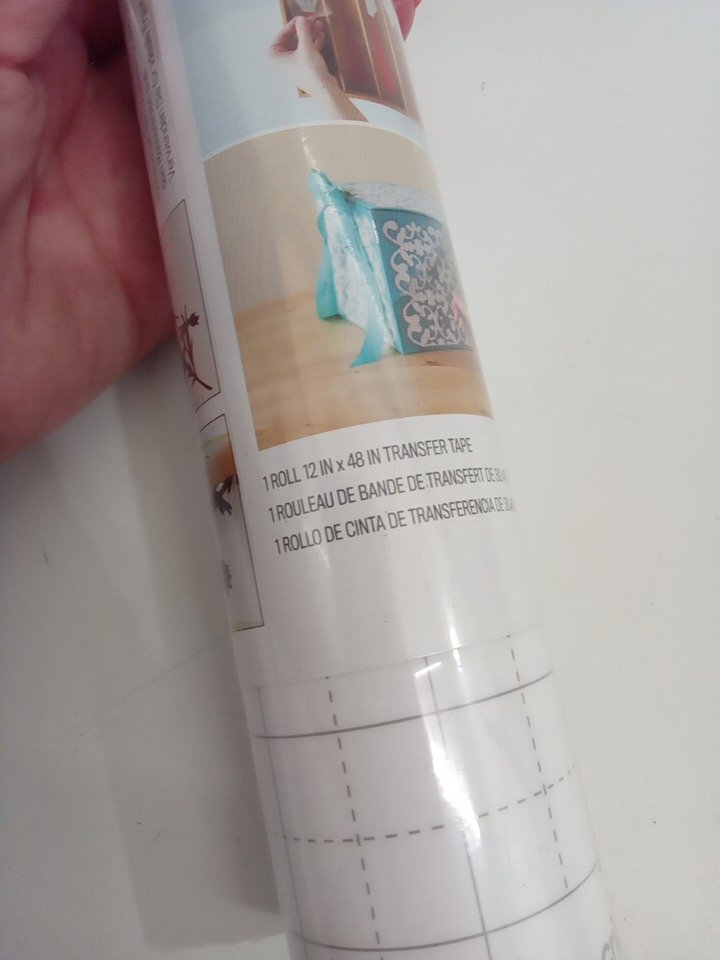 1 ROLL 12 IN x 48 IN TRANSFER TAPE
1 ROULEAU DE BANDE DE TRANSFERT DE
1 ROLLO DE CINTA DE TRANSFERENCIA DE